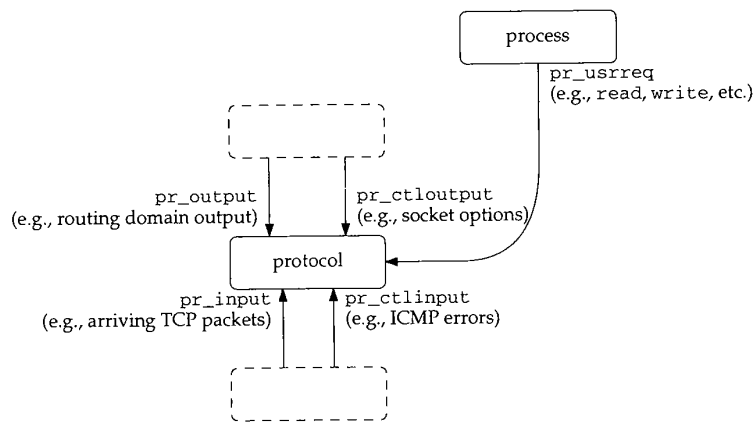 process
pr_usrreq
(e.g., read, write, etc.)
pr_output
(e.g., routing domain output)
pr_ctloutput
(e.g., socket options)
protocol
pr_input
(e.g., arriving TCP packets)
pr_ctlinput
(e.g., ICMP errors)